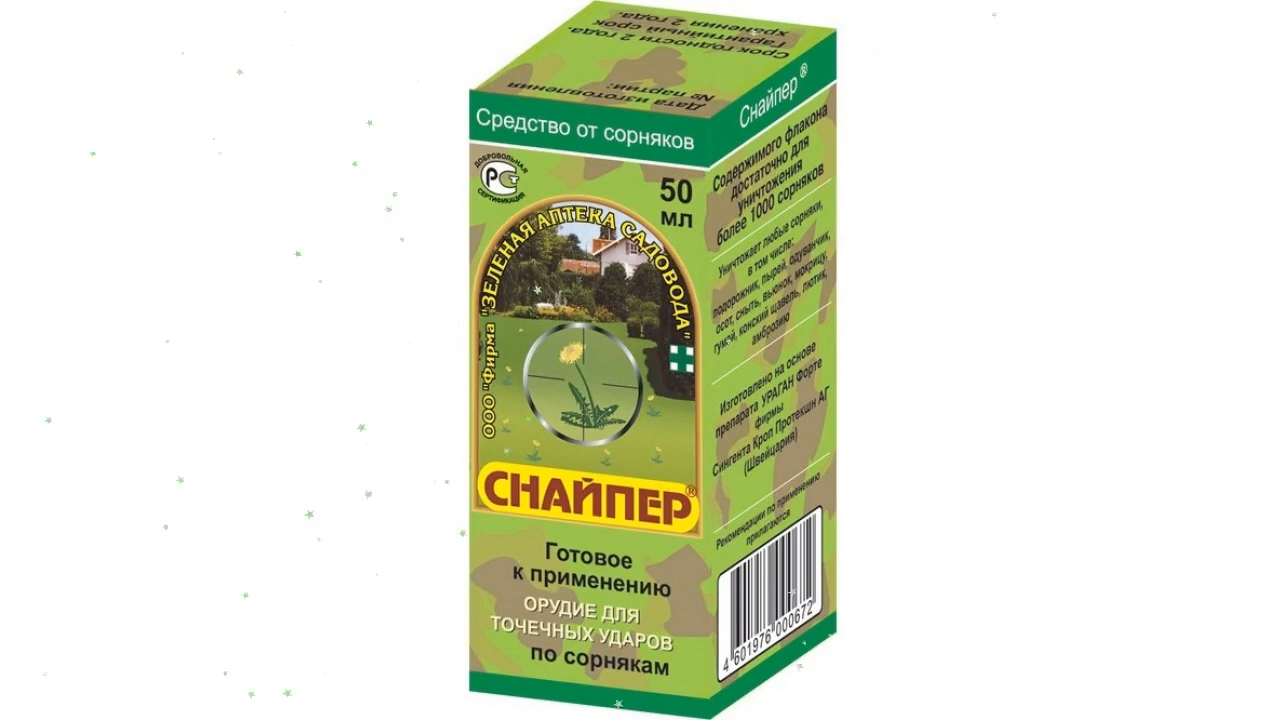 Срок годности 2 года.
Гарантийный срок
хранения 2 года.
Дата изготовления
№ партии:
Средство от сорняков
ДОБРОВОЛЬНАЯ
РСТ
СЕРТИФИКАЦИЯ
50
мл
ООО "Фирма "ЗЕЛЕНАЯ АПТЕКА САДОВОДА"
СНАЙПЕР®
Готовое
к применению
ОРУДИЕ ДЛЯ
ТОЧЕЧНЫХ УДАРОВ
по сорнякам
Снайпер ®
Содержимого флакона
достаточно для
уничтожения
более 1000 сорняков
Уничтожает любые сорняки,
в том числе:
подорожник, пырей, одуванчик,
осот, сныть, вьюнок, мокрицу,
гумай, конский щавель, лютик,
амброзию
Изготовлено на основе
препарата УРАГАН Форте
фирмы
Сингента Кроп Протекшн АГ
(Швейцария)
Рекомендации по применению
прилагаются
4 601976 000672